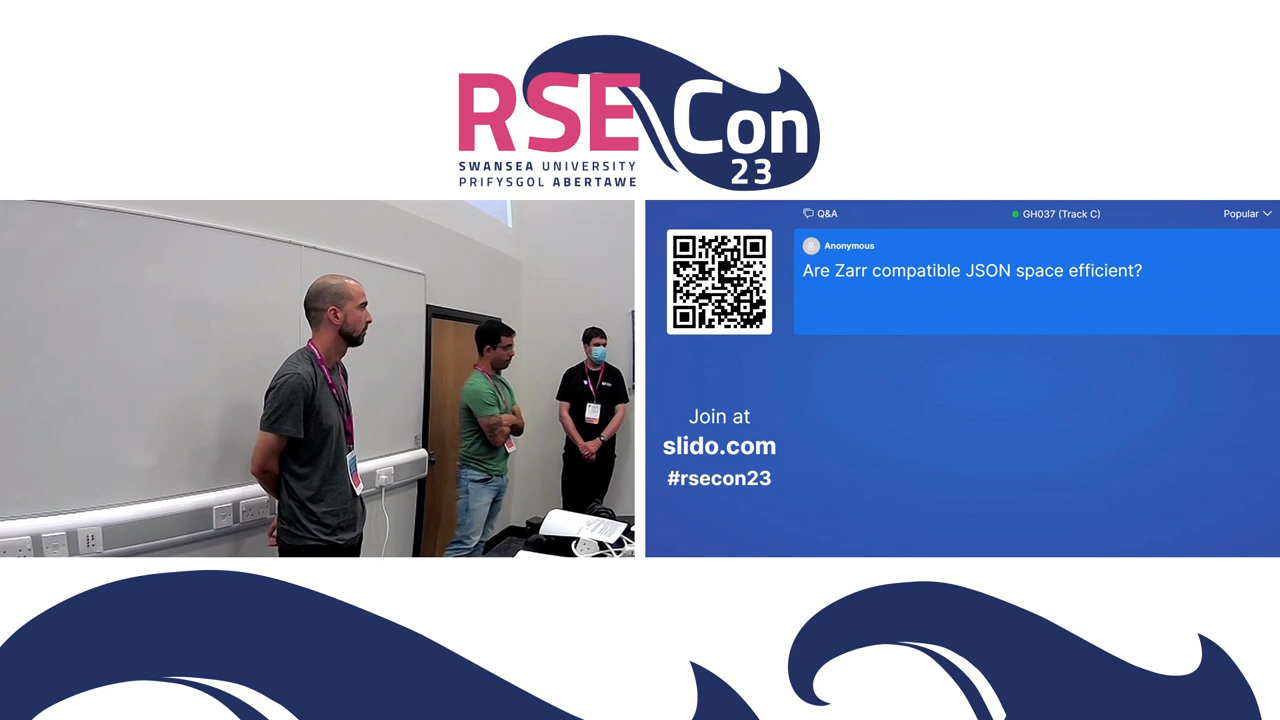 RSE Con
23
SWANSEA UNIVERSITY
PRIFYSGOL ABERTAWE
Q&A
GH037 (Track C)
Popular
Anonymous
Are Zarr compatible JSON space efficient?
Join at
slido.com
#rsecon23